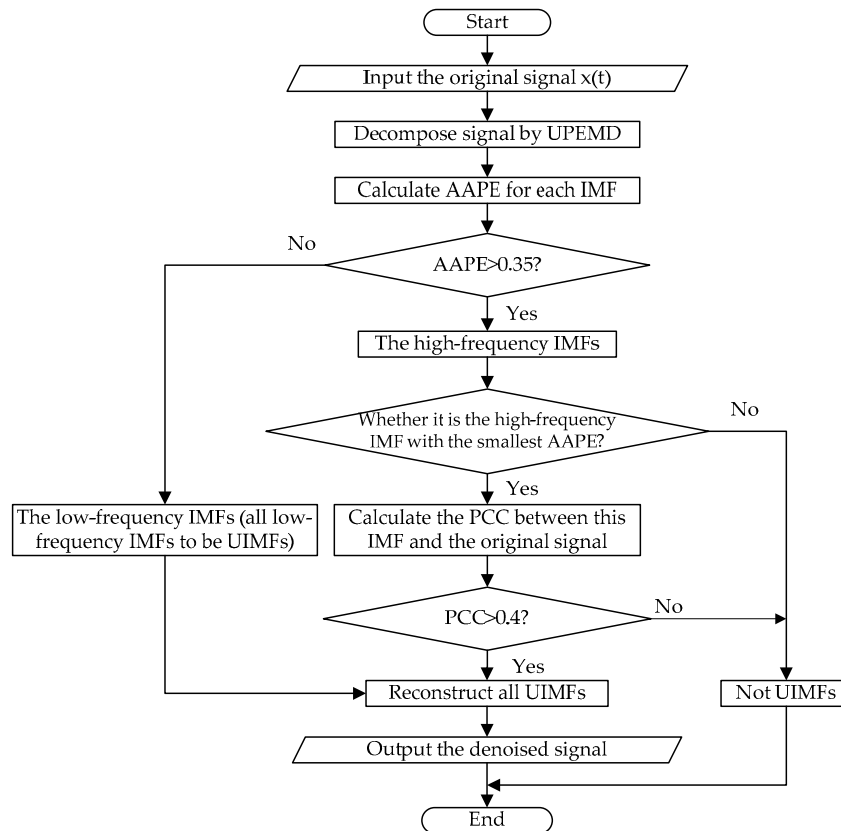 Start
Input the original signal x(t)
Decompose signal by UPEMD
Calculate AAPE for each IMF
No
AAPE>0.35?
Yes
The high-frequency IMFs
Whether it is the high-frequency
IMF with the smallest AAPE?
No
Yes
The low-frequency IMFs (all low-
frequency IMFs to be UIMFs)
Calculate the PCC between this
IMF and the original signal
PCC>0.4?
No
Yes
Reconstruct all UIMFs
Not UIMFs
Output the denoised signal
End